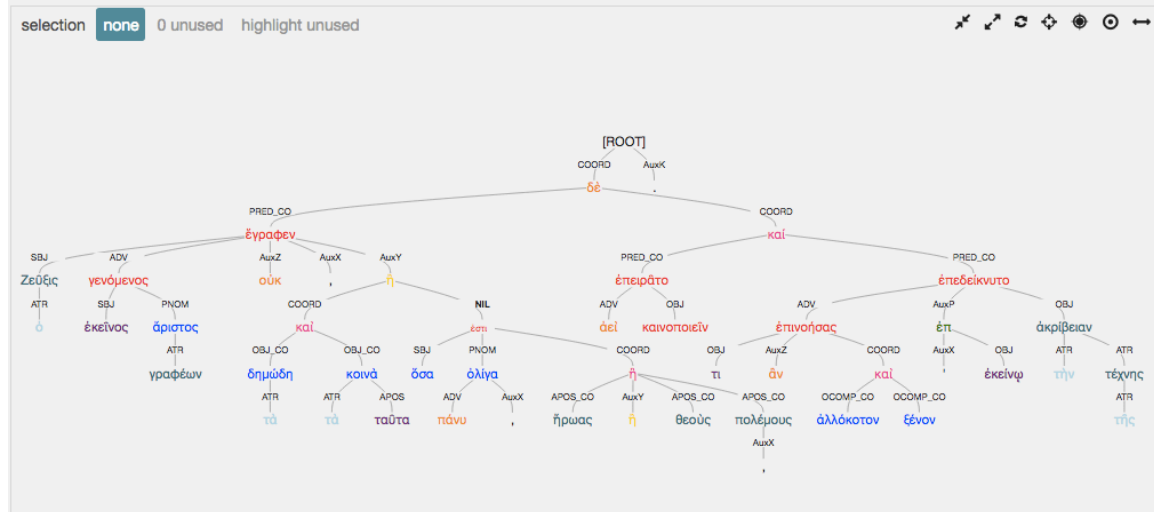 selection none 0 unused highlight unused
[ROOT]
COORD AuxK
δὲ .
PRED_CO COORD
ἔγραφεν καί
SBJ ADV AuxZ AuxX AuxY PRED_CO PRED_CO
Ζεῦξις γενόμενος οὐκ , ἢ ἐπειρᾶτο ἐπεδείκνυτο
ATR SBJ PNOM COORD NIL ADV OBJ ADV AuxP OBJ
ὁ ἐκεῖνος ἄριστος καὶ ἐστι ἀεὶ καινοποιεῖν ἐπινοήσας ἐπ ἀκρίβειαν
ATR OBJ_CO OBJ_CO SBJ PNOM COORD OBJ AuxZ COORD AuxX OBJ ATR ATR
γραφέων δημώδη κοινὰ ὅσα ὀλίγα ἢ τι ἂν καὶ ' ἐκείνῳ τὴν τέχνης
ATR ATR APOS ADV AuxX APOS_CO AuxY APOS_CO APOS_CO OCOMP_CO OCOMP_CO ATR
τὰ τὰ ταῦτα πάνυ , ἥρωας ἢ θεοὺς πολέμους ἀλλόκοτον ξένον τῆς
AuxX
,